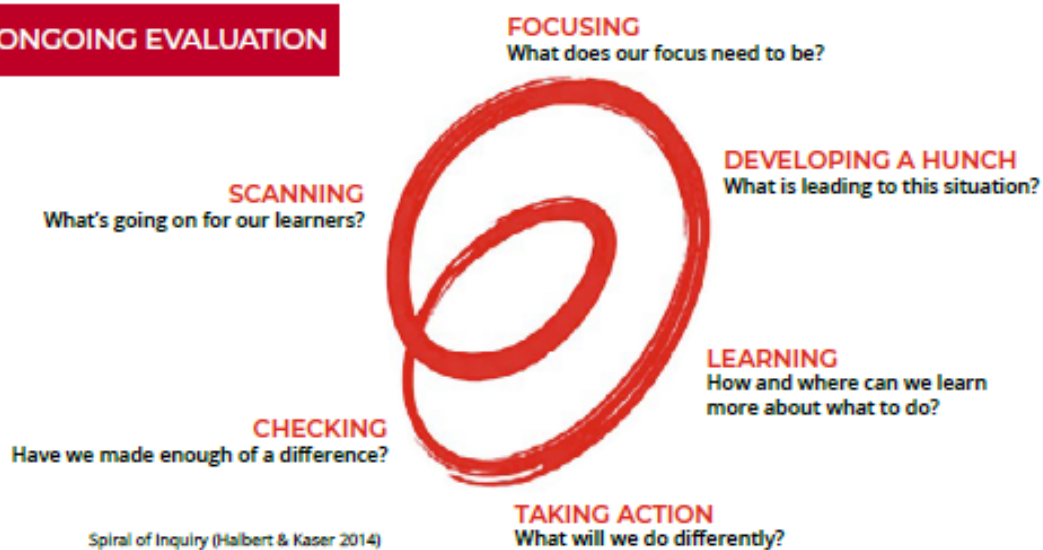 ONGOING EVALUATION
FOCUSING
What does our focus need to be?
DEVELOPING A HUNCH
What is leading to this situation?
SCANNING
What's going on for our learners?
LEARNING
How and where can we learn
more about what to do?
CHECKING
Have we made enough of a difference?
TAKING ACTION
What will we do differently?
Spiral of Inquiry (Halbert & Kaser 2014)